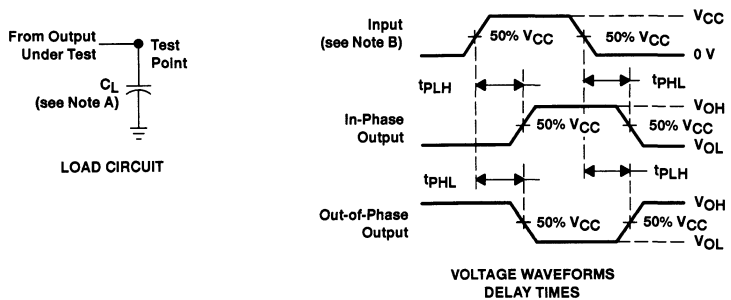 From Output
Under Test
Test
Point
CL
(see Note A)
LOAD CIRCUIT
Input
(see Note B)
50% VCC
50% VCC
VCC
0 V
tPLH
tPHL
In-Phase
Output
50% VCC
50% VCC
VOH
VOL
tPHL
tPLH
Out-of-Phase
Output
50% VCC
50% VCC
VOH
VOL
VOLTAGE WAVEFORMS
DELAY TIMES